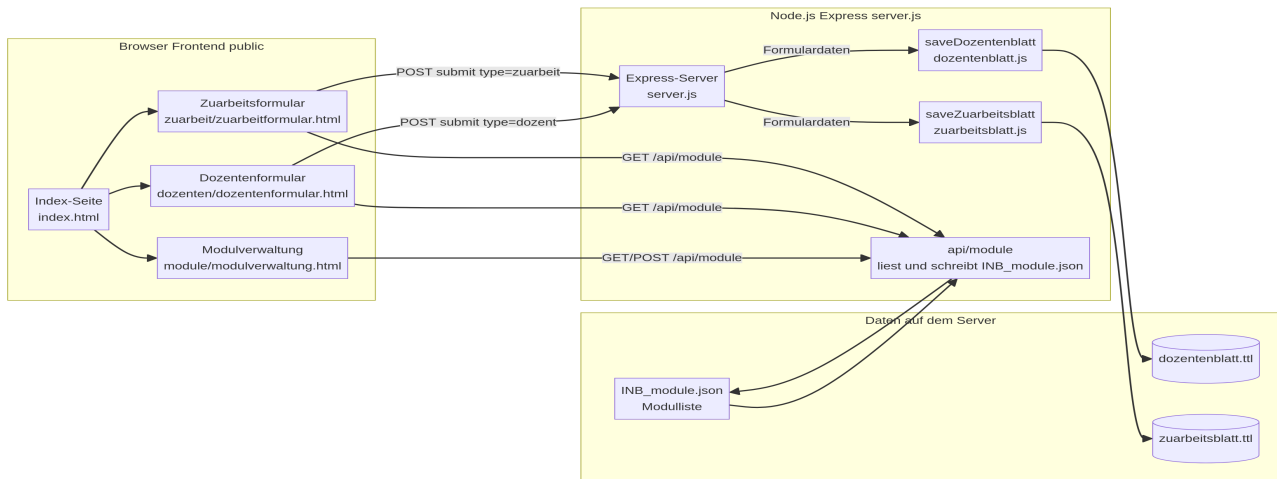 Browser Frontend public
Zuarbeitsformular
zuarbeit/zuarbeitformular.html
Dozentenformular
dozenten/dozentenformular.html
Index-Seite
index.html
Modulverwaltung
module/modulverwaltung.html
POST submit type=zuarbeit
POST submit type=dozent
GET /api/module
GET /api/module
GET/POST /api/module
Node.js Express server.js
Express-Server
server.js
Formulardaten
Formulardaten
saveDozentenblatt
dozentenblatt.js
saveZuarbeitsblatt
zuarbeitsblatt.js
api/module
liest und schreibt INB_module.json
Daten auf dem Server
INB_module.json
Modulliste
dozentenblatt.ttl
zuarbeitsblatt.ttl